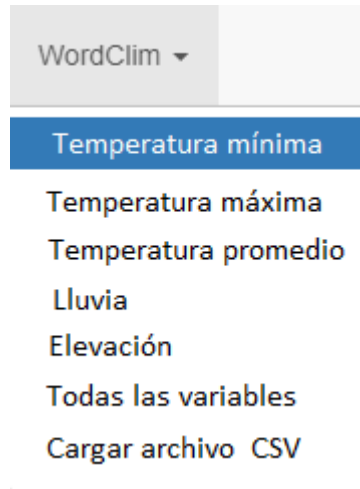 WordClim
Temperatura mínima
Temperatura máxima
Temperatura promedio
Lluvia
Elevación
Todas las variables
Cargar archivo CSV